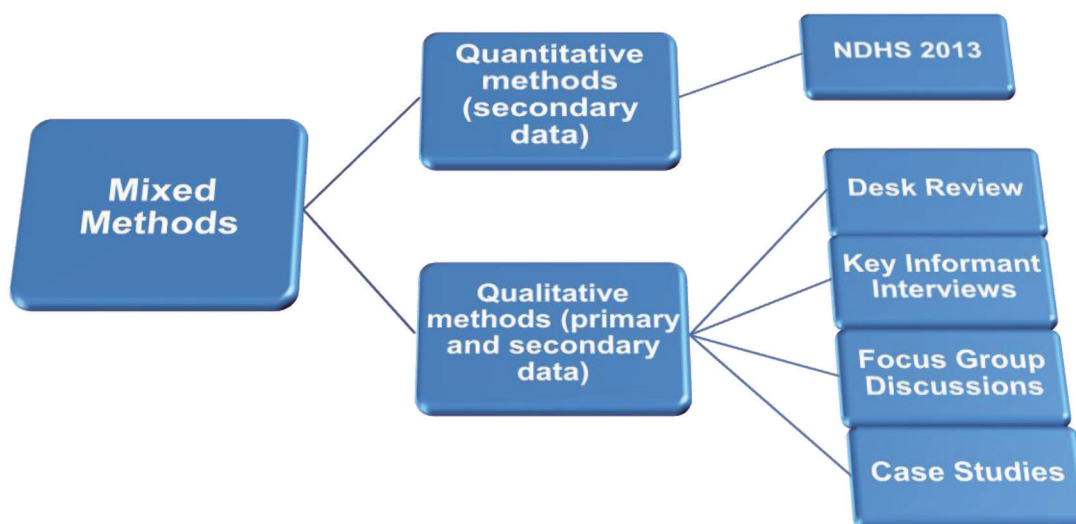 Mixed
Methods
Quantitative
methods
(secondary
data)
NDHS 2013
Qualitative
methods (primary
and secondary
data)
Desk Review
Key Informant
Interviews
Focus Group
Discussions
Case Studies